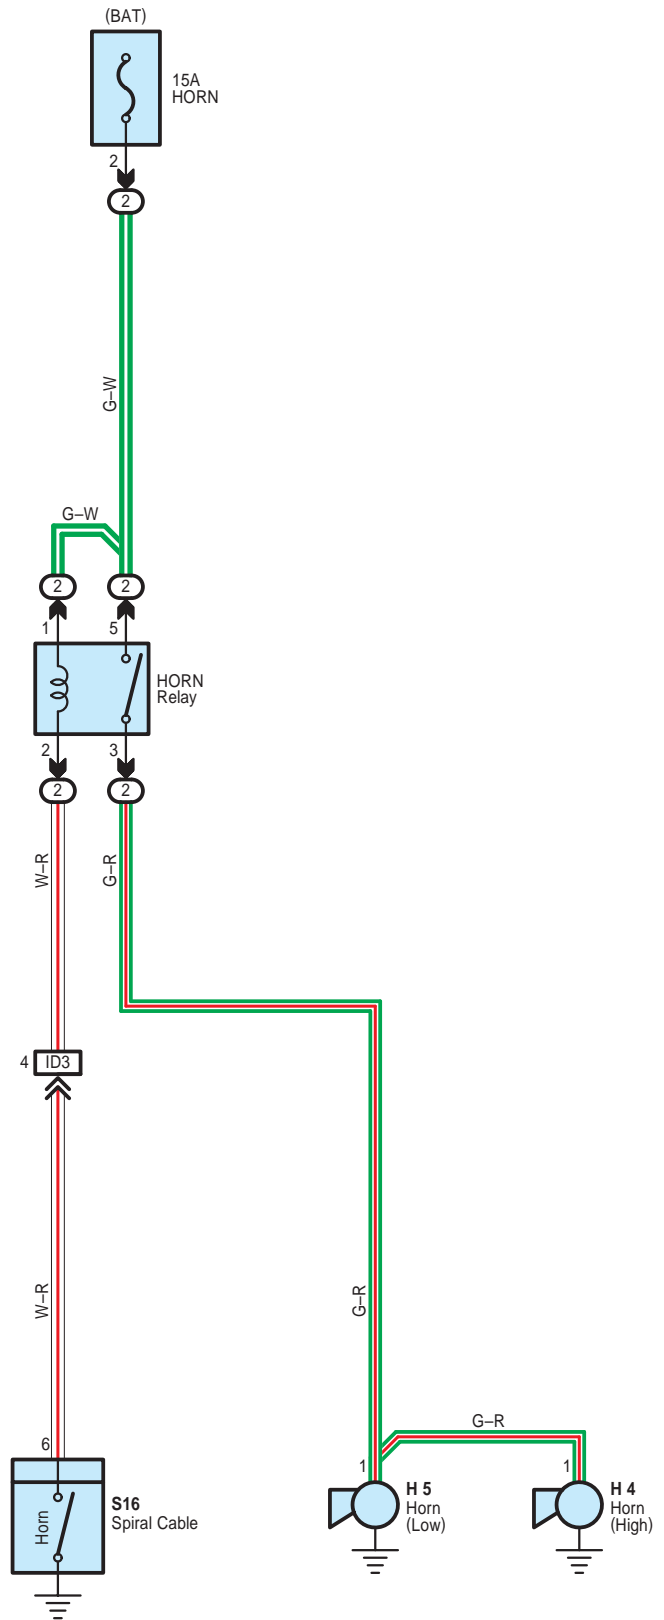 (BAT)
15A
HORN
2
2
G–W
G–W
2
2
1
5
HORN
Relay
2
3
2
2
W–R
G–R
4
ID3
W–R
G–R
G–R
6
1
1
Horn
S16
Spiral Cable
H 5
Horn
(Low)
H 4
Horn
(High)